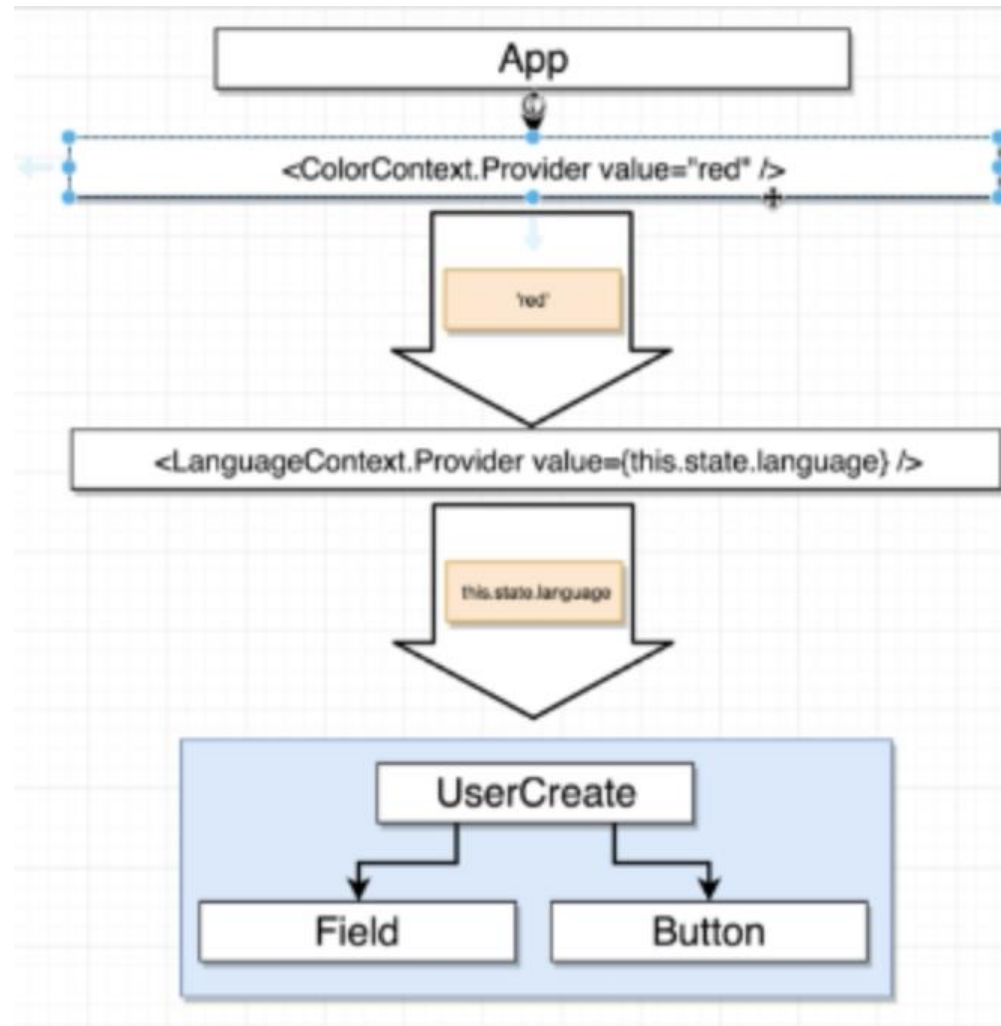 App
<ColorContext.Provider value="red" />
'red'
<LanguageContext.Provider value={this.state.language} />
this.state.language
UserCreate
Field
Button